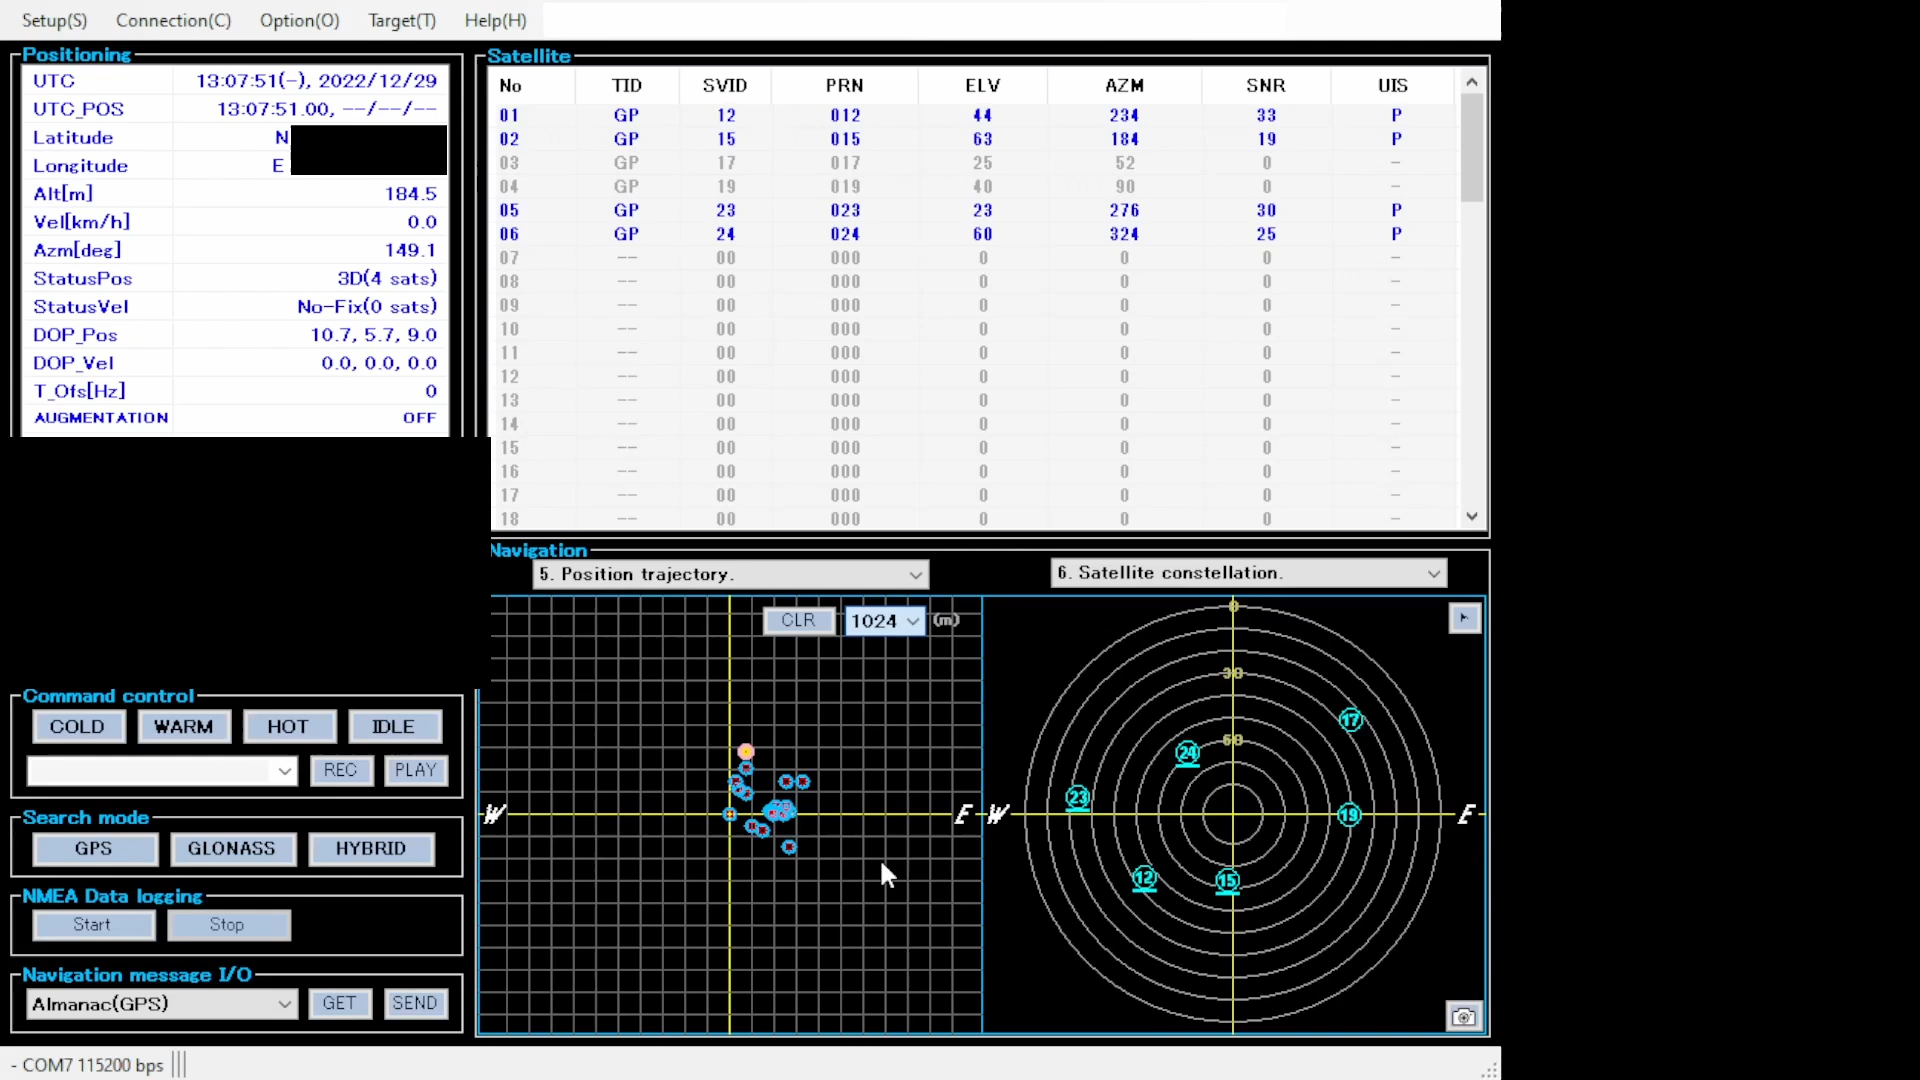 Setup(S) Connection(C) Option(O) Target(T) Help(H)
Positioning
UTC 13:07:51(-), 2022/12/29
UTC_POS 13:07:51.00, --/--/--
Latitude N
Longitude E
Alt[m] 184.5
Vel[km/h] 0.0
Azm[deg] 149.1
StatusPos 3D(4 sats)
StatusVel No-Fix(0 sats)
DOP_Pos 10.7, 5.7, 9.0
DOP_Vel 0.0, 0.0, 0.0
T_Ofs[Hz] 0
AUGMENTATION OFF
Satellite
No TID SVID PRN ELV AZM SNR UIS
01 GP 12 012 44 234 33 P
02 GP 15 015 63 184 19 P
03 GP 17 017 25 52 0 -
04 GP 19 019 40 90 0 -
05 GP 23 023 23 276 30 P
06 GP 24 024 60 324 25 P
07 -- 00 000 0 0 0 -
08 -- 00 000 0 0 0 -
09 -- 00 000 0 0 0 -
10 -- 00 000 0 0 0 -
11 -- 00 000 0 0 0 -
12 -- 00 000 0 0 0 -
13 -- 00 000 0 0 0 -
14 -- 00 000 0 0 0 -
15 -- 00 000 0 0 0 -
16 -- 00 000 0 0 0 -
17 -- 00 000 0 0 0 -
18 -- 00 000 0 0 0 -
Navigation
5. Position trajectory.
CLR 1024 (m)
W E
6. Satellite constellation.
0
30
17
60
24
23
W 19 E
12 15
Command control
COLD WARM HOT IDLE
REC PLAY
Search mode
GPS GLONASS HYBRID
NMEA Data logging
Start Stop
Navigation message I/O
Almanac(GPS) GET SEND
- COM7 115200 bps